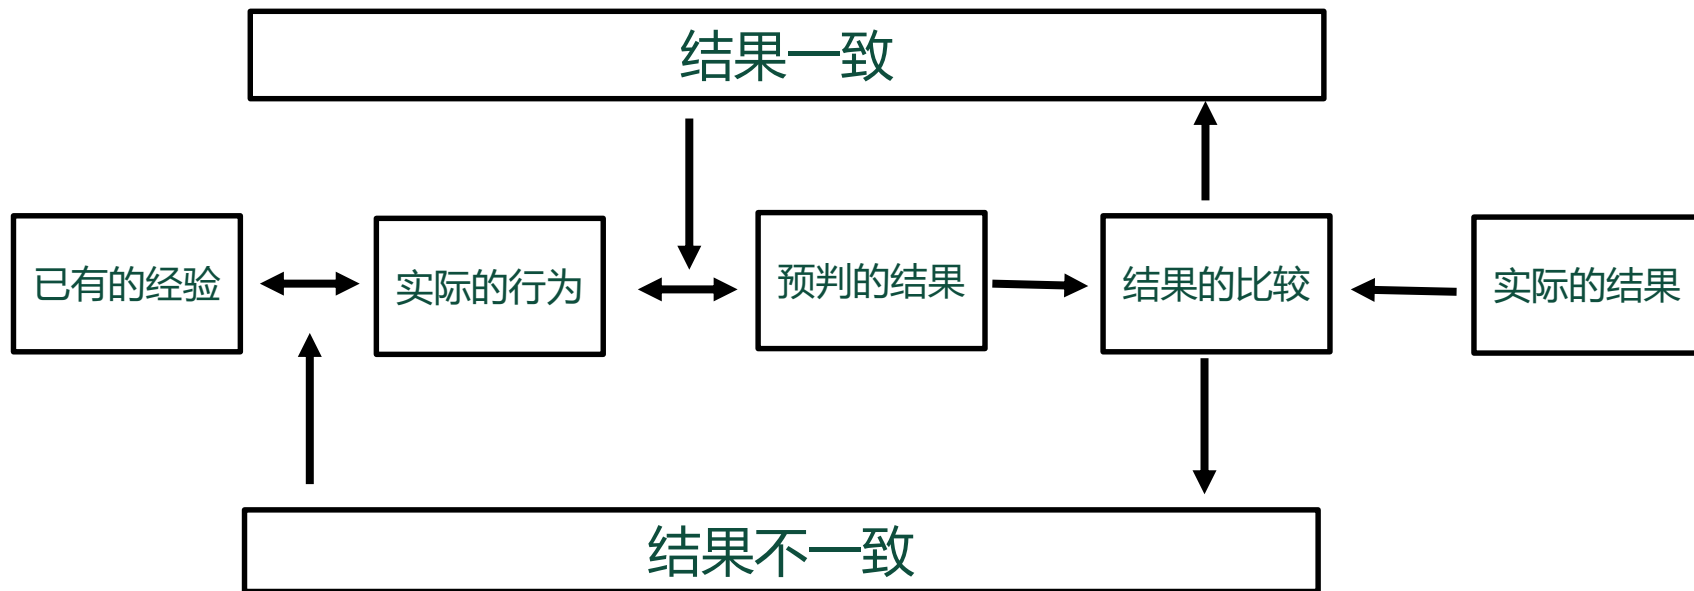 结果一致
已有的经验
实际的行为
预判的结果
结果的比较
实际的结果
结果不一致